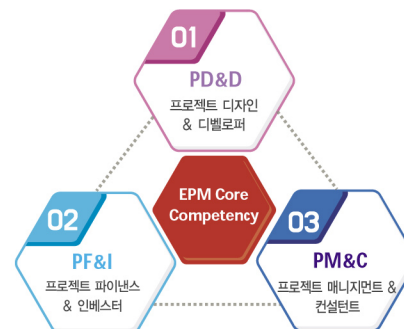 01
PD&D
프로젝트 디자인
& 디벨로퍼
EPM Core
Competency
02
PF&I
프로젝트 파이낸스
& 인베스터
03
PM&C
프로젝트 매니지먼트 &
컨설턴트